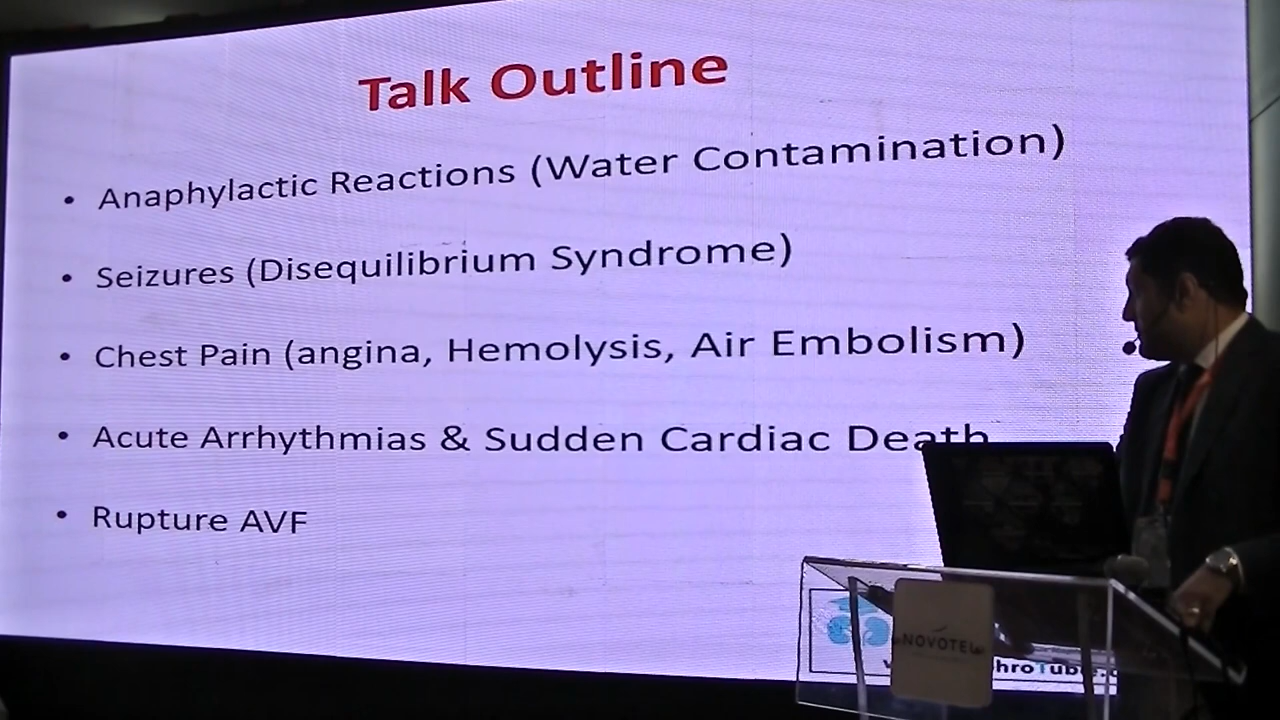 Talk Outline
• Anaphylactic Reactions (Water Contamination)
• Seizures (Disequilibrium Syndrome)
• Chest Pain (angina, Hemolysis, Air Embolism)
• Acute Arrhythmias & Sudden Cardiac Death
• Rupture AVF
NOVOTEL